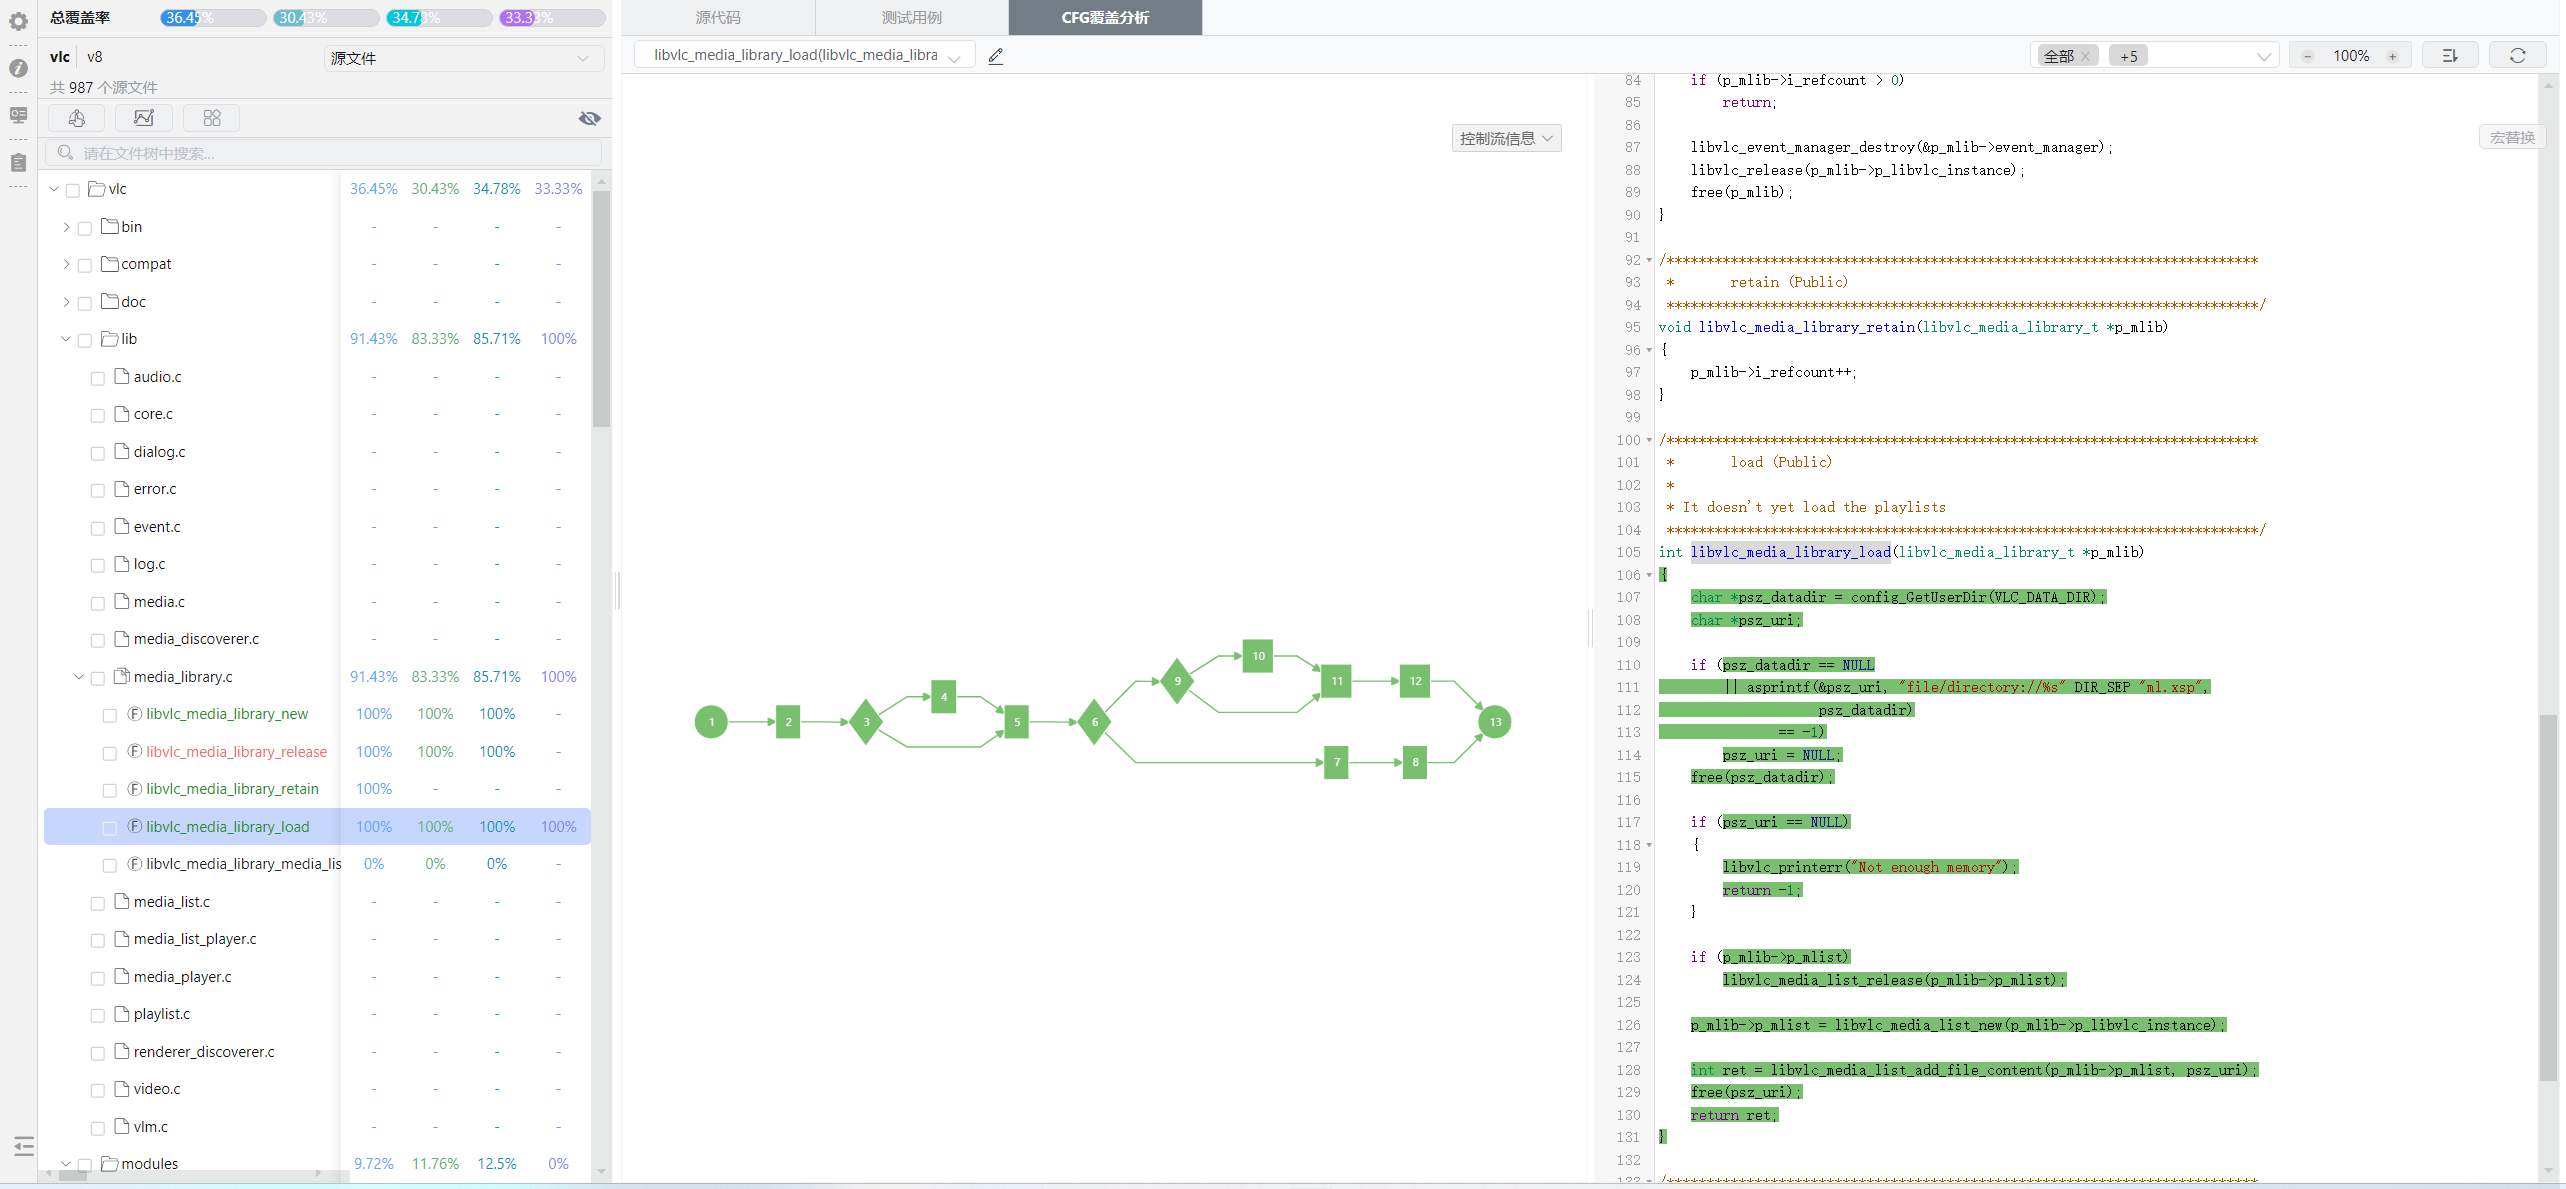 总覆盖率 36.45% 30.43% 34.78% 33.33%
vlc v8 源文件
共 987 个源文件
请在文件树中搜索...
vlc 36.45% 30.43% 34.78% 33.33%
bin - - - -
compat - - - -
doc - - - -
lib 91.43% 83.33% 85.71% 100%
audio.c - - - -
core.c - - - -
dialog.c - - - -
error.c - - - -
event.c - - - -
log.c - - - -
media.c - - - -
media_discoverer.c - - - -
media_library.c 91.43% 83.33% 85.71% 100%
F libvlc_media_library_new 100% 100% 100% -
F libvlc_media_library_release 100% 100% 100% -
F libvlc_media_library_retain 100% - - -
F libvlc_media_library_load 100% 100% 100% 100%
F libvlc_media_library_media_lis 0% 0% 0% -
media_list.c - - - -
media_list_player.c - - - -
media_player.c - - - -
playlist.c - - - -
renderer_discoverer.c - - - -
video.c - - - -
vlm.c - - - -
modules 9.72% 11.76% 12.5% 0%
源代码 测试用例 CFG覆盖分析
libvlc_media_library_load(libvlc_media_libra
全部 +5 100%
控制流信息
宏替换
1 2 3 4 5 6 7 8 9 10 11 12 13
84 if (p_mlib->i_refcount > 0)
85 return;
86
87 libvlc_event_manager_destroy(&p_mlib->event_manager);
88 libvlc_release(p_mlib->p_libvlc_instance);
89 free(p_mlib);
90 }
91
92 /**************************************************************************
93 * retain (Public)
94 **************************************************************************/
95 void libvlc_media_library_retain(libvlc_media_library_t *p_mlib)
96 {
97 p_mlib->i_refcount++;
98 }
99
100 /**************************************************************************
101 * load (Public)
102 *
103 * It doesn't yet load the playlists
104 **************************************************************************/
105 int libvlc_media_library_load(libvlc_media_library_t *p_mlib)
106 {
107 char *psz_datadir = config_GetUserDir(VLC_DATA_DIR);
108 char *psz_uri;
109
110 if (psz_datadir == NULL
111 || asprintf(&psz_uri, "file/directory://%s" DIR_SEP "ml.xsp",
112 psz_datadir)
113 == -1)
114 psz_uri = NULL;
115 free(psz_datadir);
116
117 if (psz_uri == NULL)
118 {
119 libvlc_printerr("Not enough memory");
120 return -1;
121 }
122
123 if (p_mlib->p_mlist)
124 libvlc_media_list_release(p_mlib->p_mlist);
125
126 p_mlib->p_mlist = libvlc_media_list_new(p_mlib->p_libvlc_instance);
127
128 int ret = libvlc_media_list_add_file_content(p_mlib->p_mlist, psz_uri);
129 free(psz_uri);
130 return ret;
131 }
132